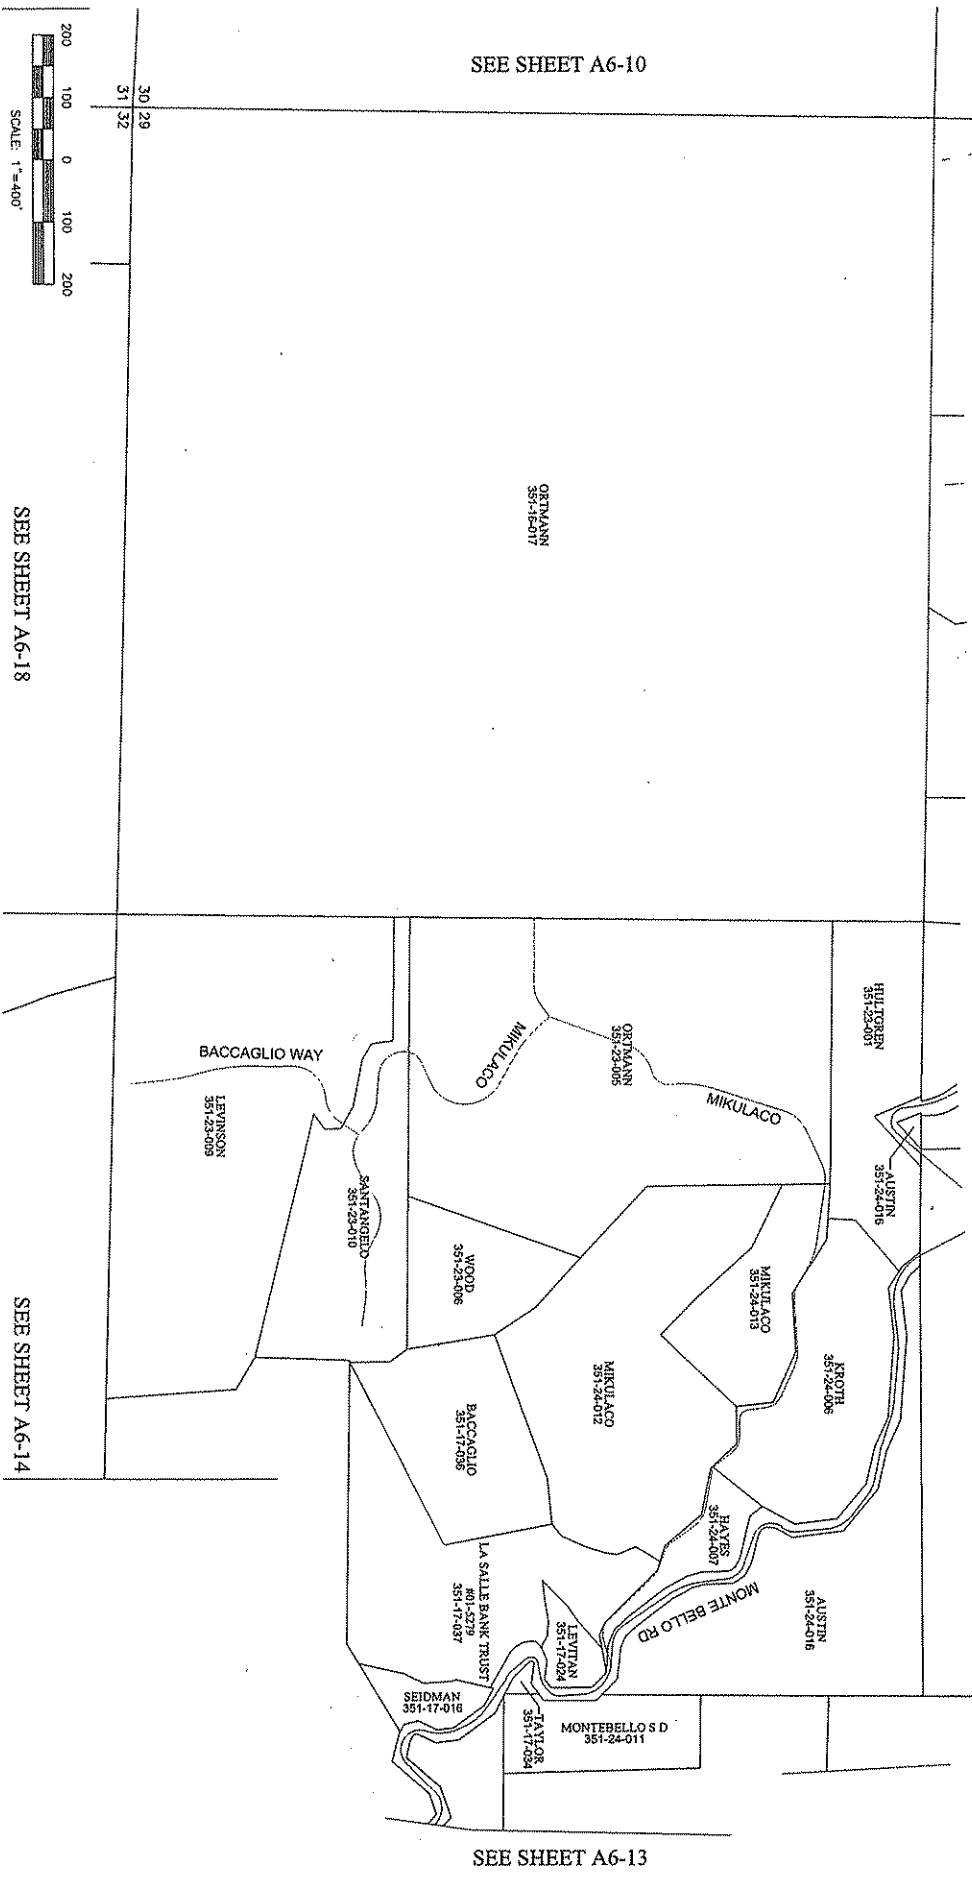 SEE SHEET A6-10
30 29
31 32
200 100 0 100 200
SCALE: 1"=400'
ORTMANN
351-16-017
SEE SHEET A6-18
HULTGREN
351-23-001
AUSTIN
351-24-016
ORTMANN
351-23-005
MIKULACO
MIKULACO
BACCAGLIO WAY
LEVINSON
351-23-009
SANTANGELO
351-23-010
WOOD
351-23-006
MIKULACO
351-24-013
KROTH
351-24-006
MIKULACO
351-24-012
BACCAGLIO
351-17-036
HAYES
351-24-007
MONTE BELLO RD
AUSTIN
351-24-016
LA SALLE BANK TRUST
#01-5279
351-17-037
LEVITAN
351-17-024
SEIDMAN
351-17-016
TAYLOR
351-17-034
MONTEBELLO S D
351-24-011
SEE SHEET A6-14
SEE SHEET A6-13